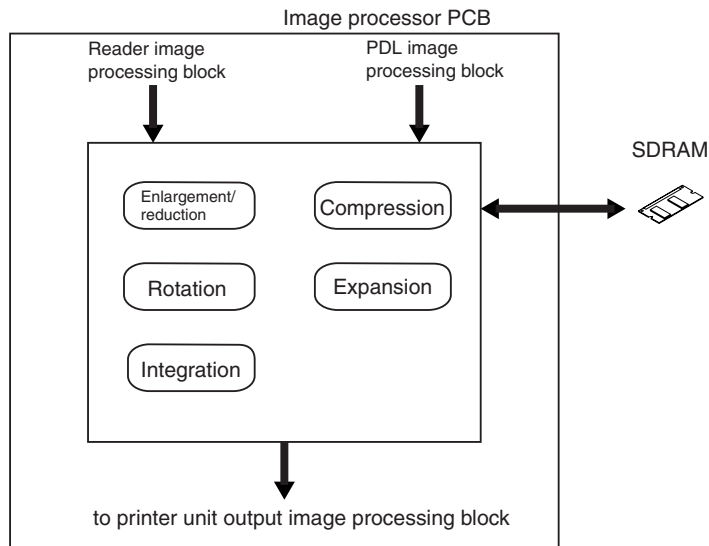 Image processor PCB
Reader image
processing block
PDL image
processing block
SDRAM
Enlargement/
reduction
Compression
Rotation
Expansion
Integration
to printer unit output image processing block